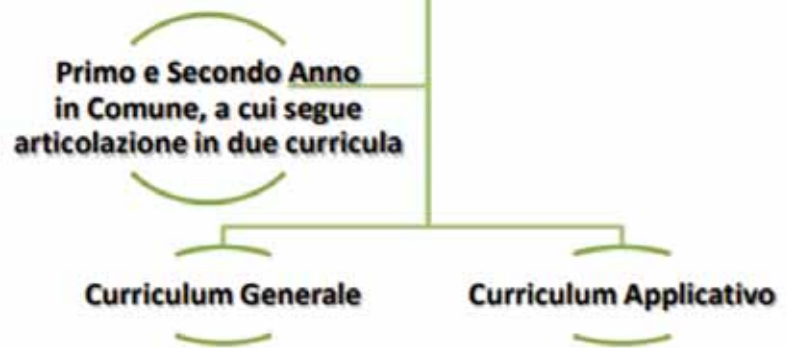 Primo e Secondo Anno
in Comune, a cui segue
articolazione in due curricula
Curriculum Generale
Curriculum Applicativo